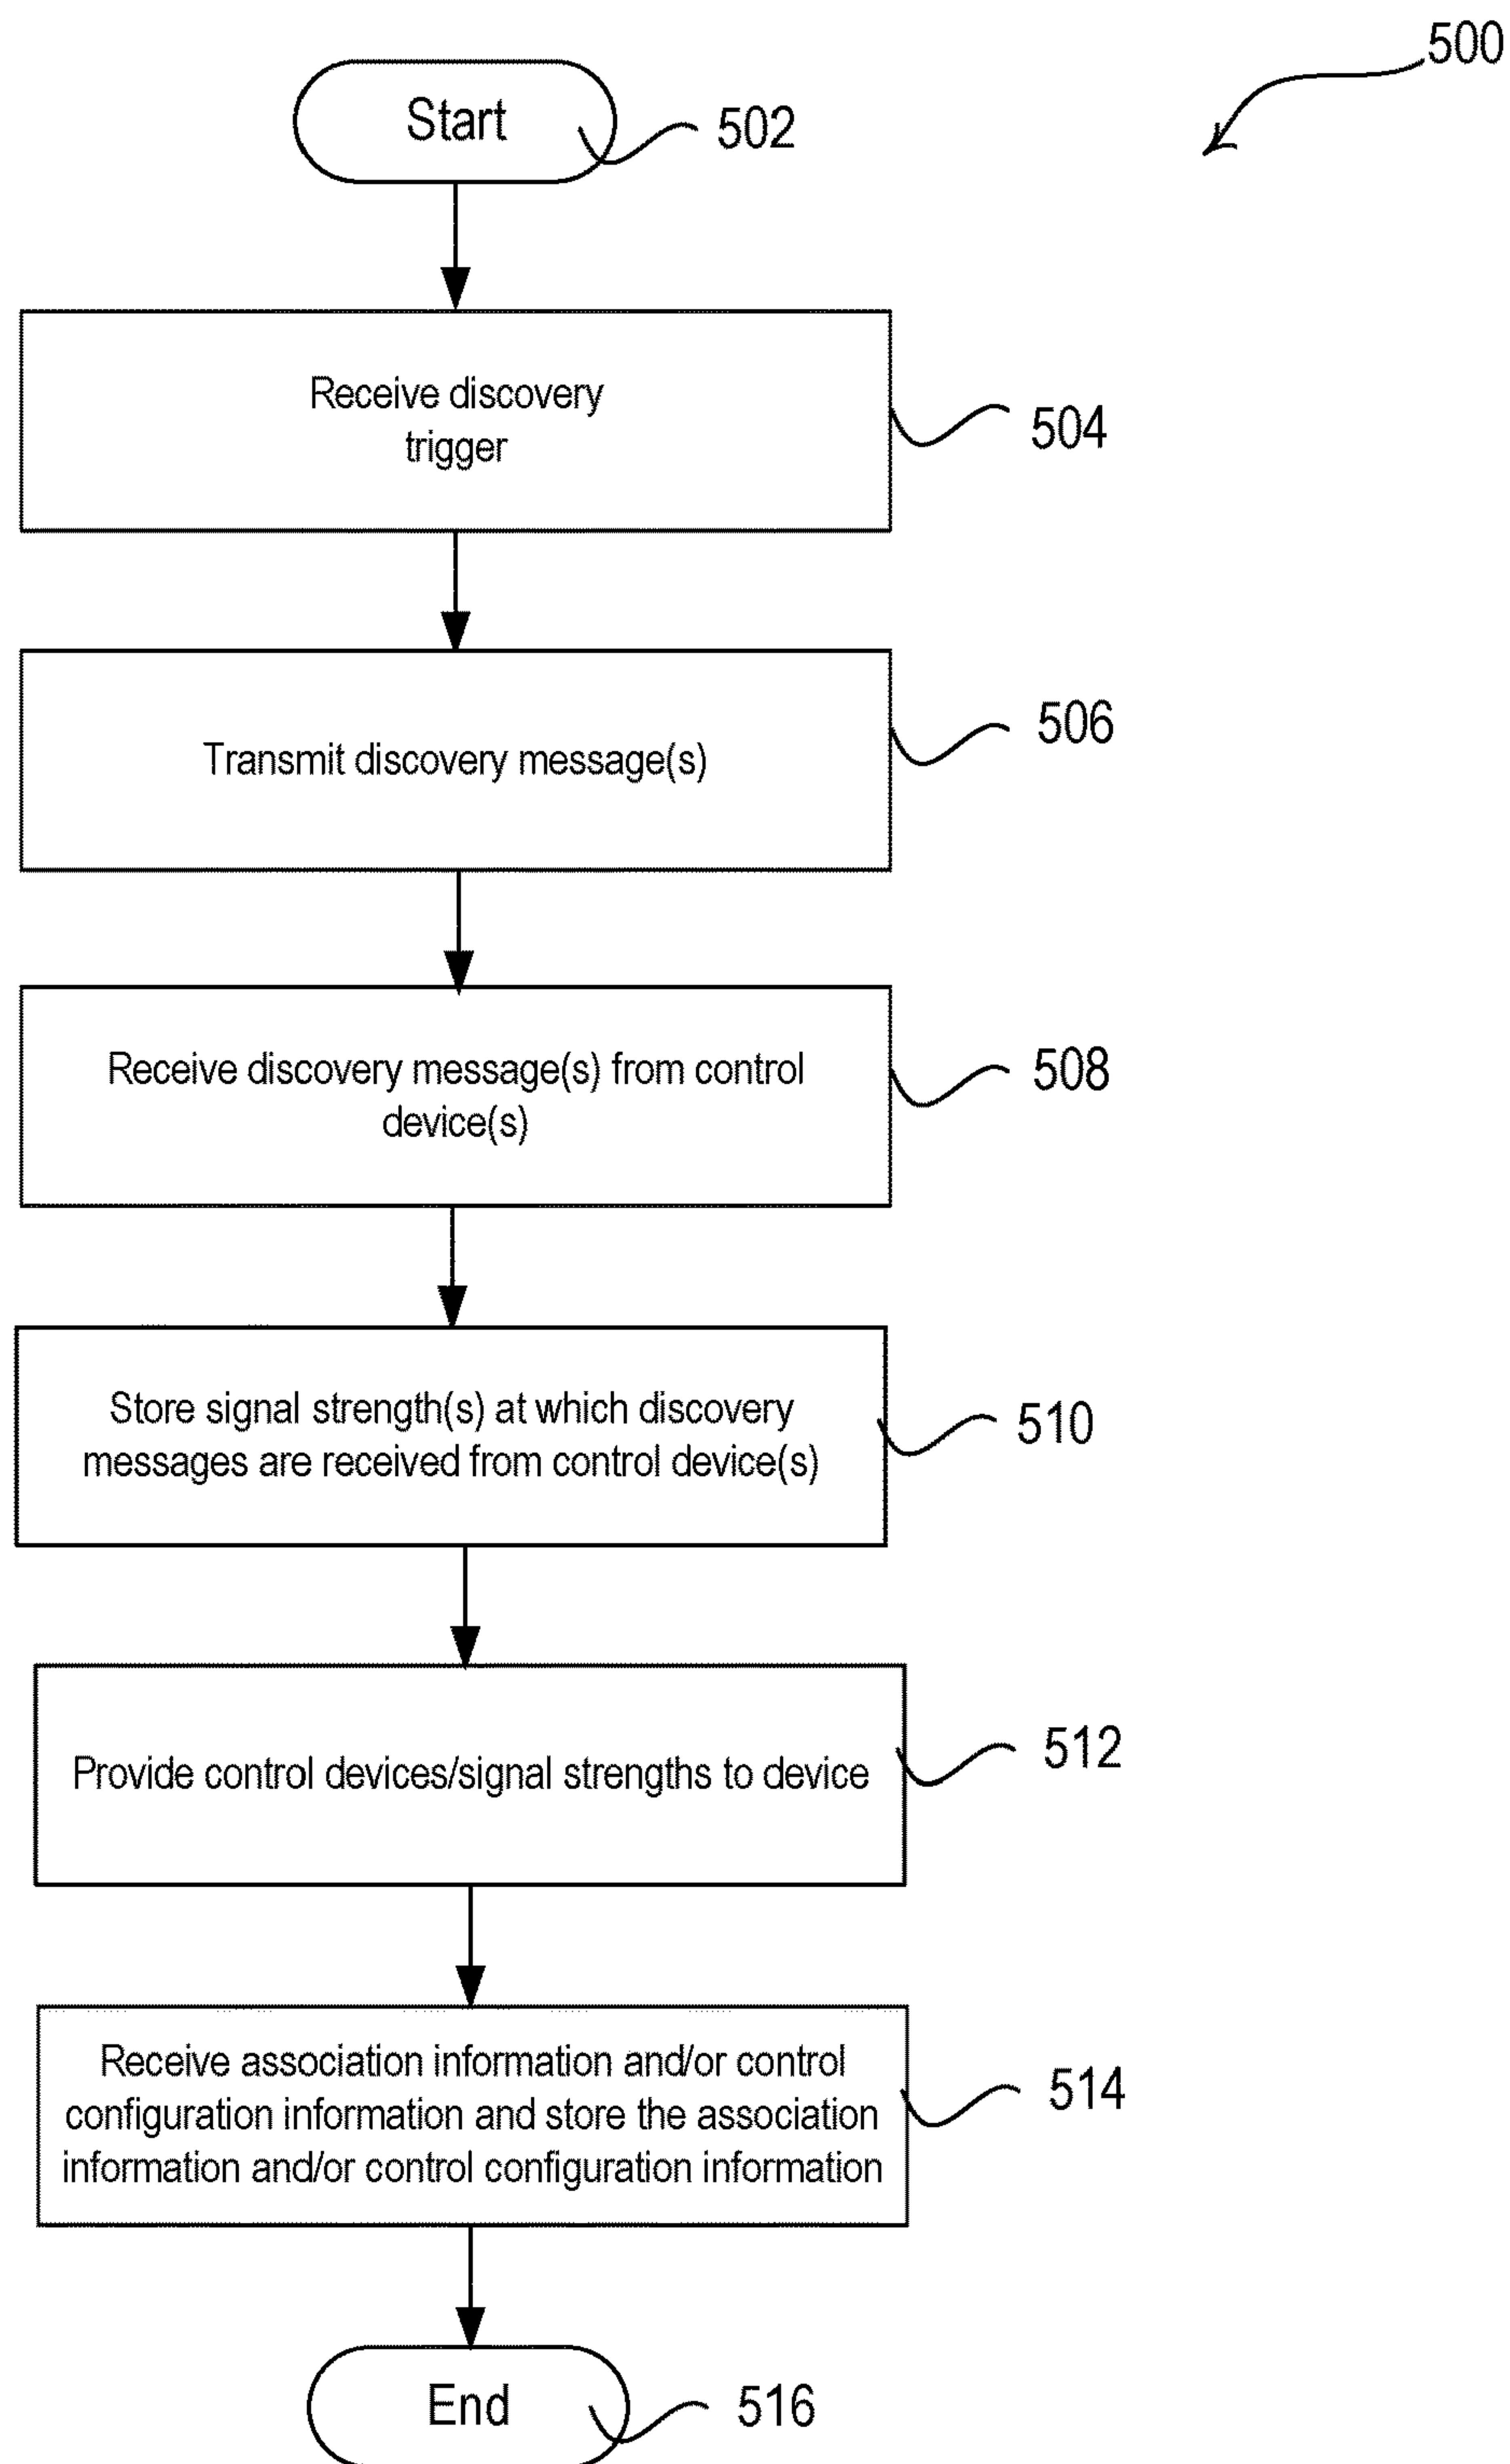 500
Start
502
Receive discovery
trigger
504
Transmit discovery message(s)
506
Receive discovery message(s) from control
device(s)
508
Store signal strength(s) at which discovery
messages are received from control device(s)
510
Provide control devices/signal strengths to device
512
Receive association information and/or control
configuration information and store the association
information and/or control configuration information
514
End
516